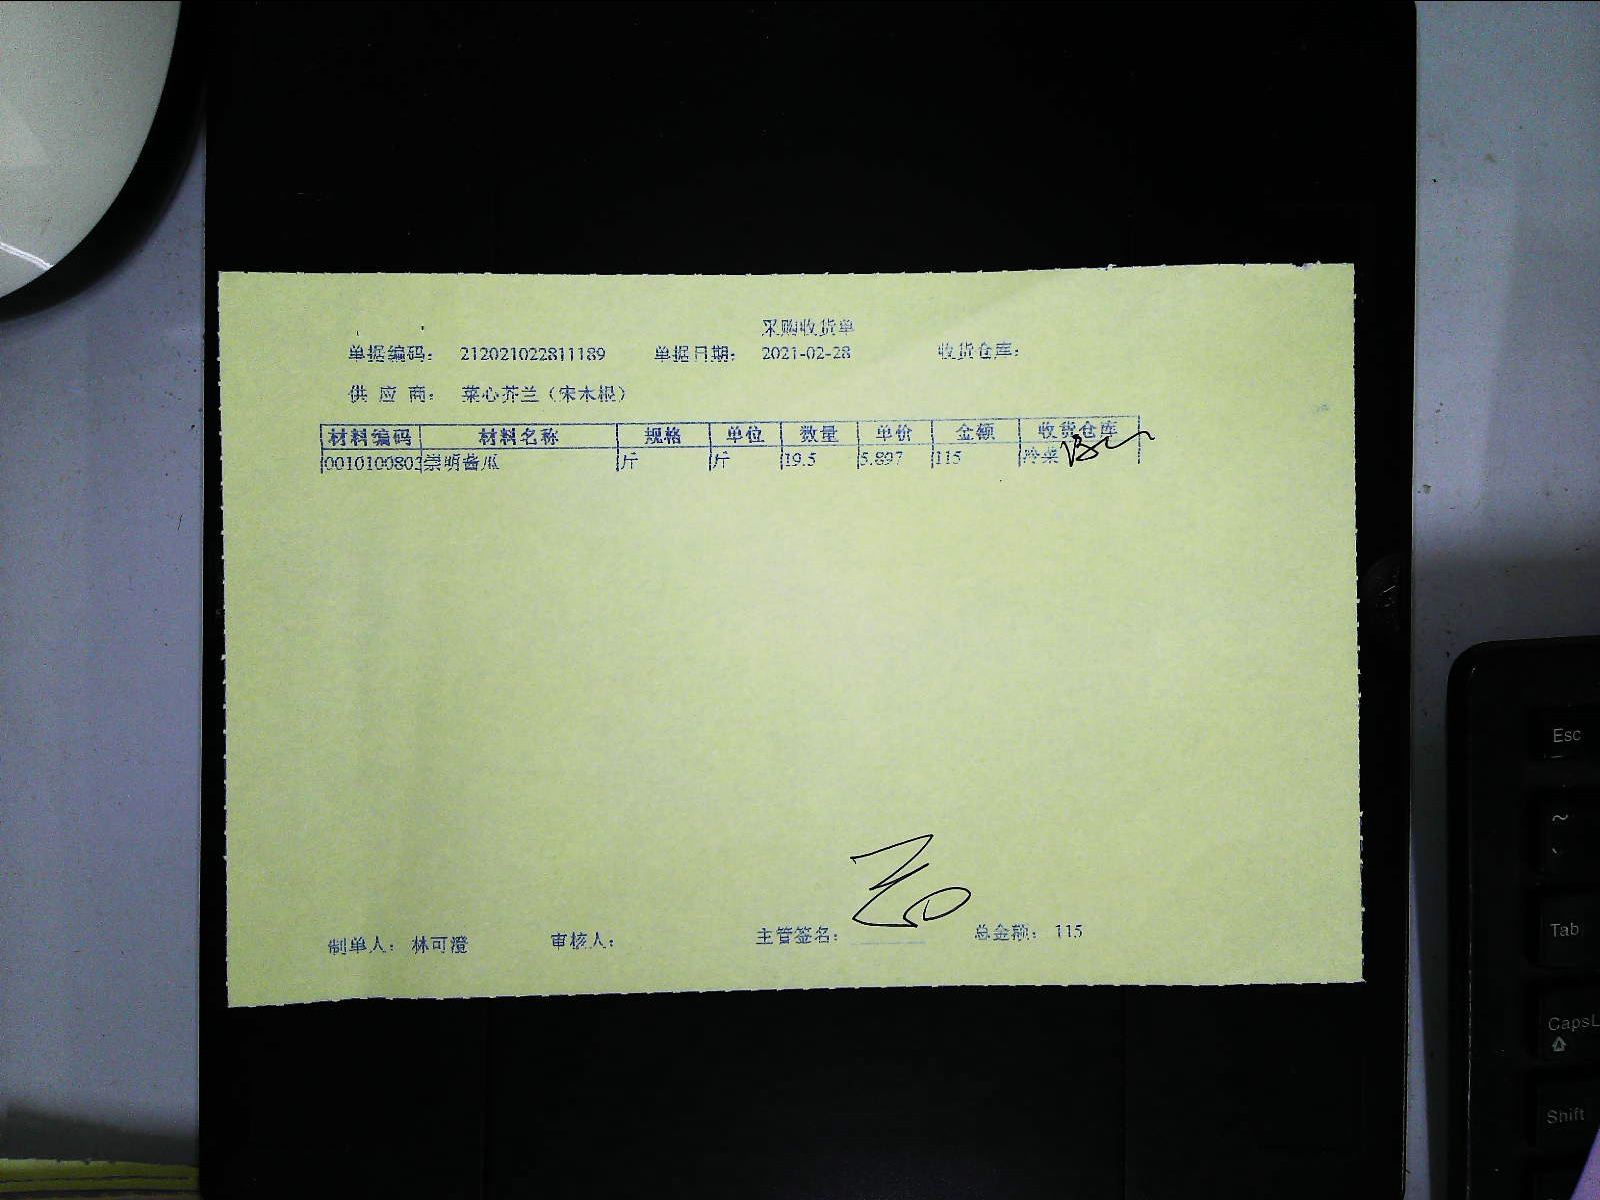 采购收货单
单据编码： 212021022811189 单据日期： 2021-02-28 收货仓库：
供 应 商： 菜心芥兰（宋木根）
材料编码 材料名称 规格 单位 数量 单价 金额 收货仓库
0010100803 崇明酱瓜 斤 斤 19.5 5.897 115 冷菜
制单人： 林可澄 审核人： 主管签名： 总金额： 115
Esc
~
Tab
CapsL
Shift